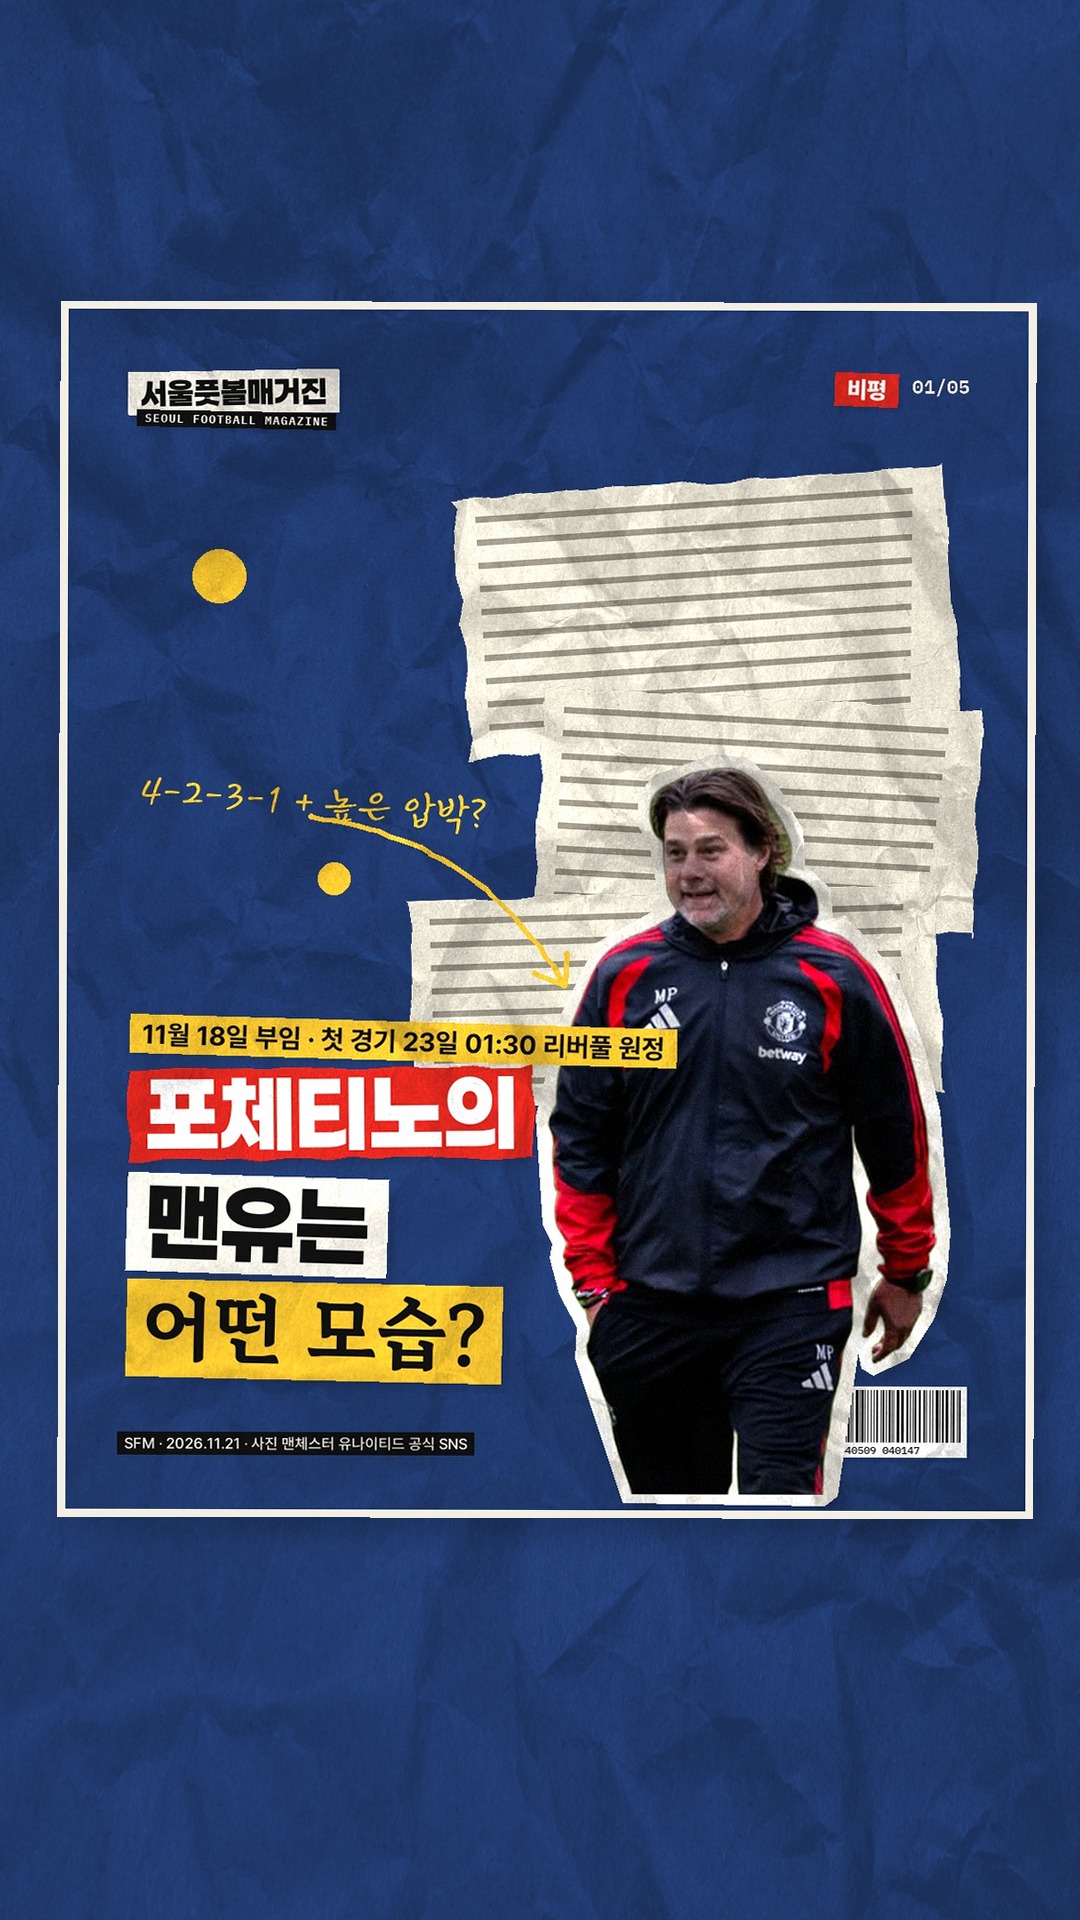 서울풋볼매거진
SEOUL FOOTBALL MAGAZINE
비평 01/05
4-2-3-1 + 높은 압박?
MP
betway
11월 18일 부임 · 첫 경기 23일 01:30 리버풀 원정
포체티노의
맨유는
어떤 모습?
MP
SFM · 2026.11.21 · 사진 맨체스터 유나이티드 공식 SNS
40509 040147